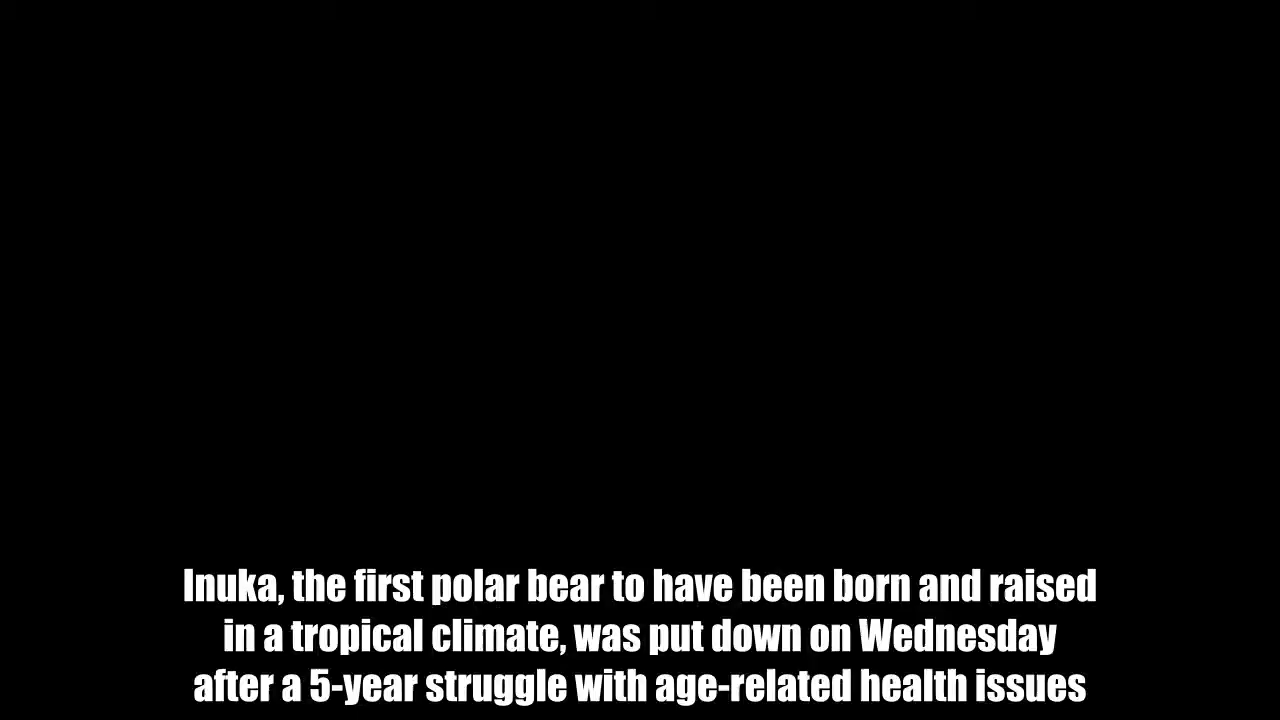 Inuka, the first polar bear to have been born and raised
in a tropical climate, was put down on Wednesday
after a 5-year struggle with age-related health issues